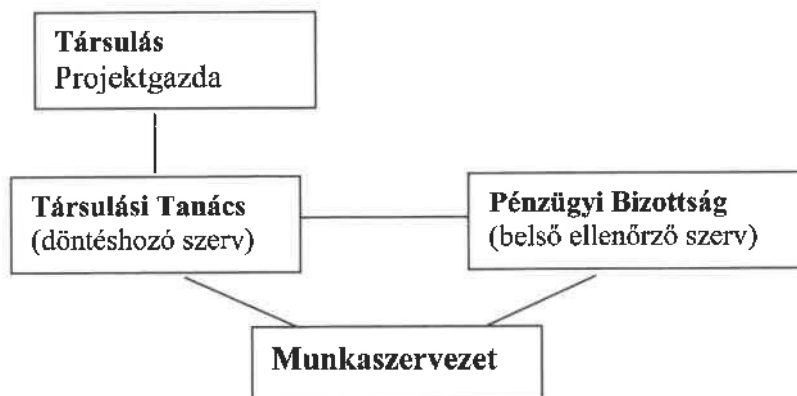 Társulás
Projektgazda
Társulási Tanács
(döntéshozó szerv)
Pénzügyi Bizottság
(belső ellenőrző szerv)
Munkaszervezet